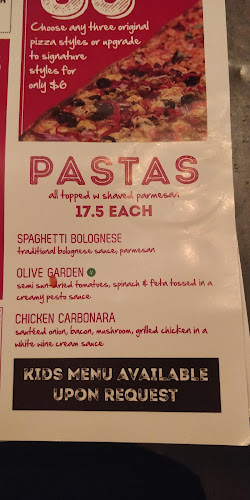 Choose any three original
pizza styles or upgrade
to signature
styles for
only $6
PASTAS
all topped w shaved parmesan
17.5 EACH
SPAGHETTI BOLOGNESE
traditional bolognese sauce, parmesan
OLIVE GARDEN V
semi sun-dried tomatoes, spinach & feta tossed in a
creamy pesto sauce
CHICKEN CARBONARA
sautéed onion, bacon, mushroom, grilled chicken in a
white wine cream sauce
KIDS MENU AVAILABLE
UPON REQUEST